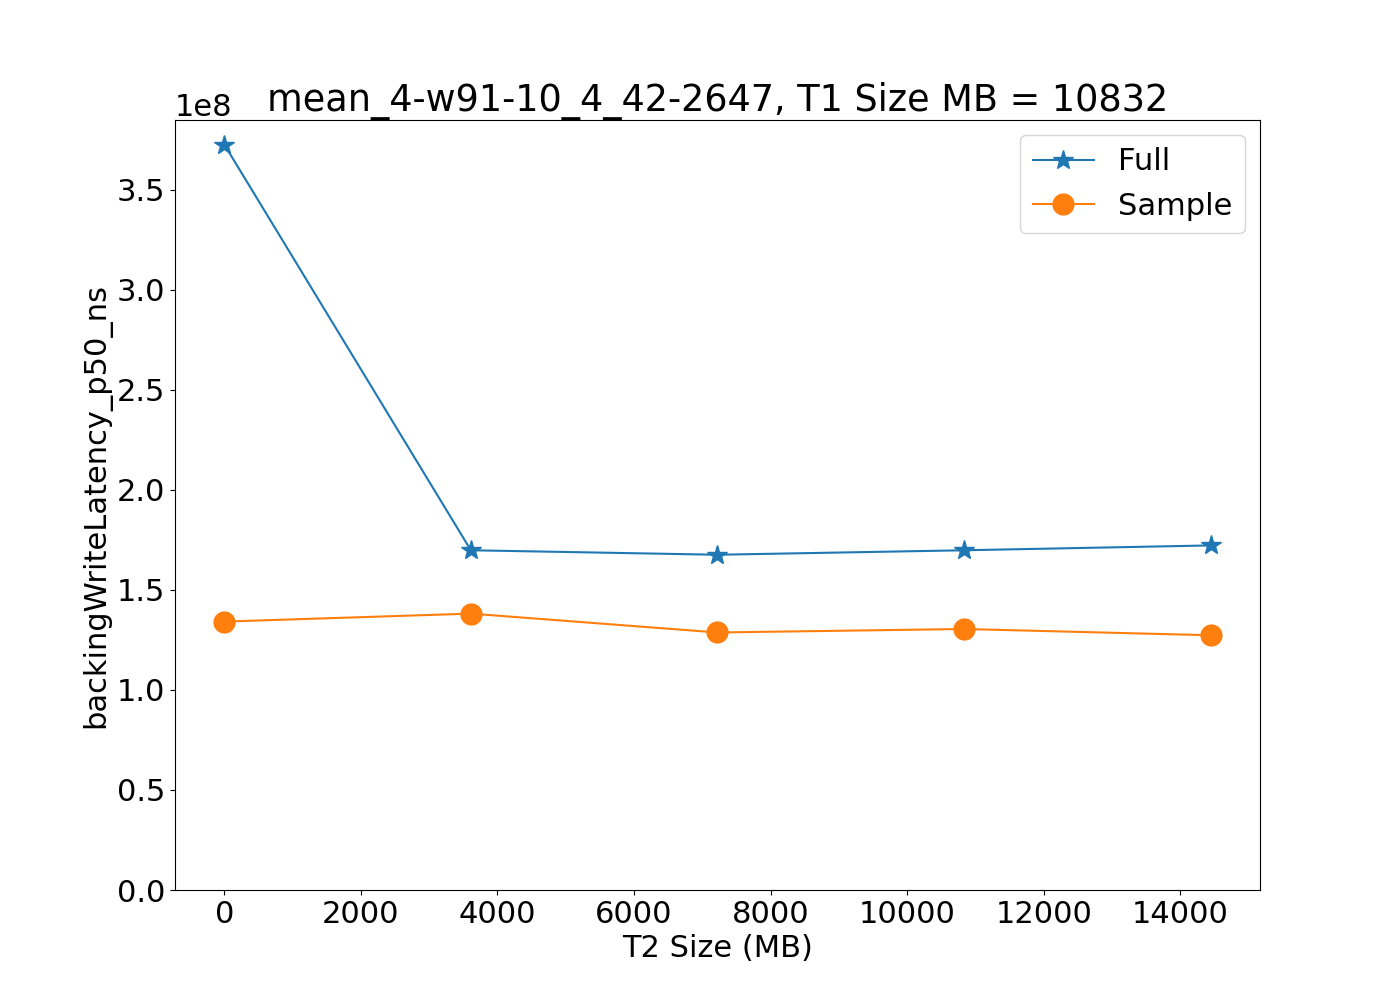 1e8
mean_4-w91-10_4_42-2647, T1 Size MB = 10832
Full
Sample
backingWriteLatency_p50_ns
3.5
3.0
2.5
2.0
1.5
1.0
0.5
0.0
0 2000 4000 6000 8000 10000 12000 14000
T2 Size (MB)